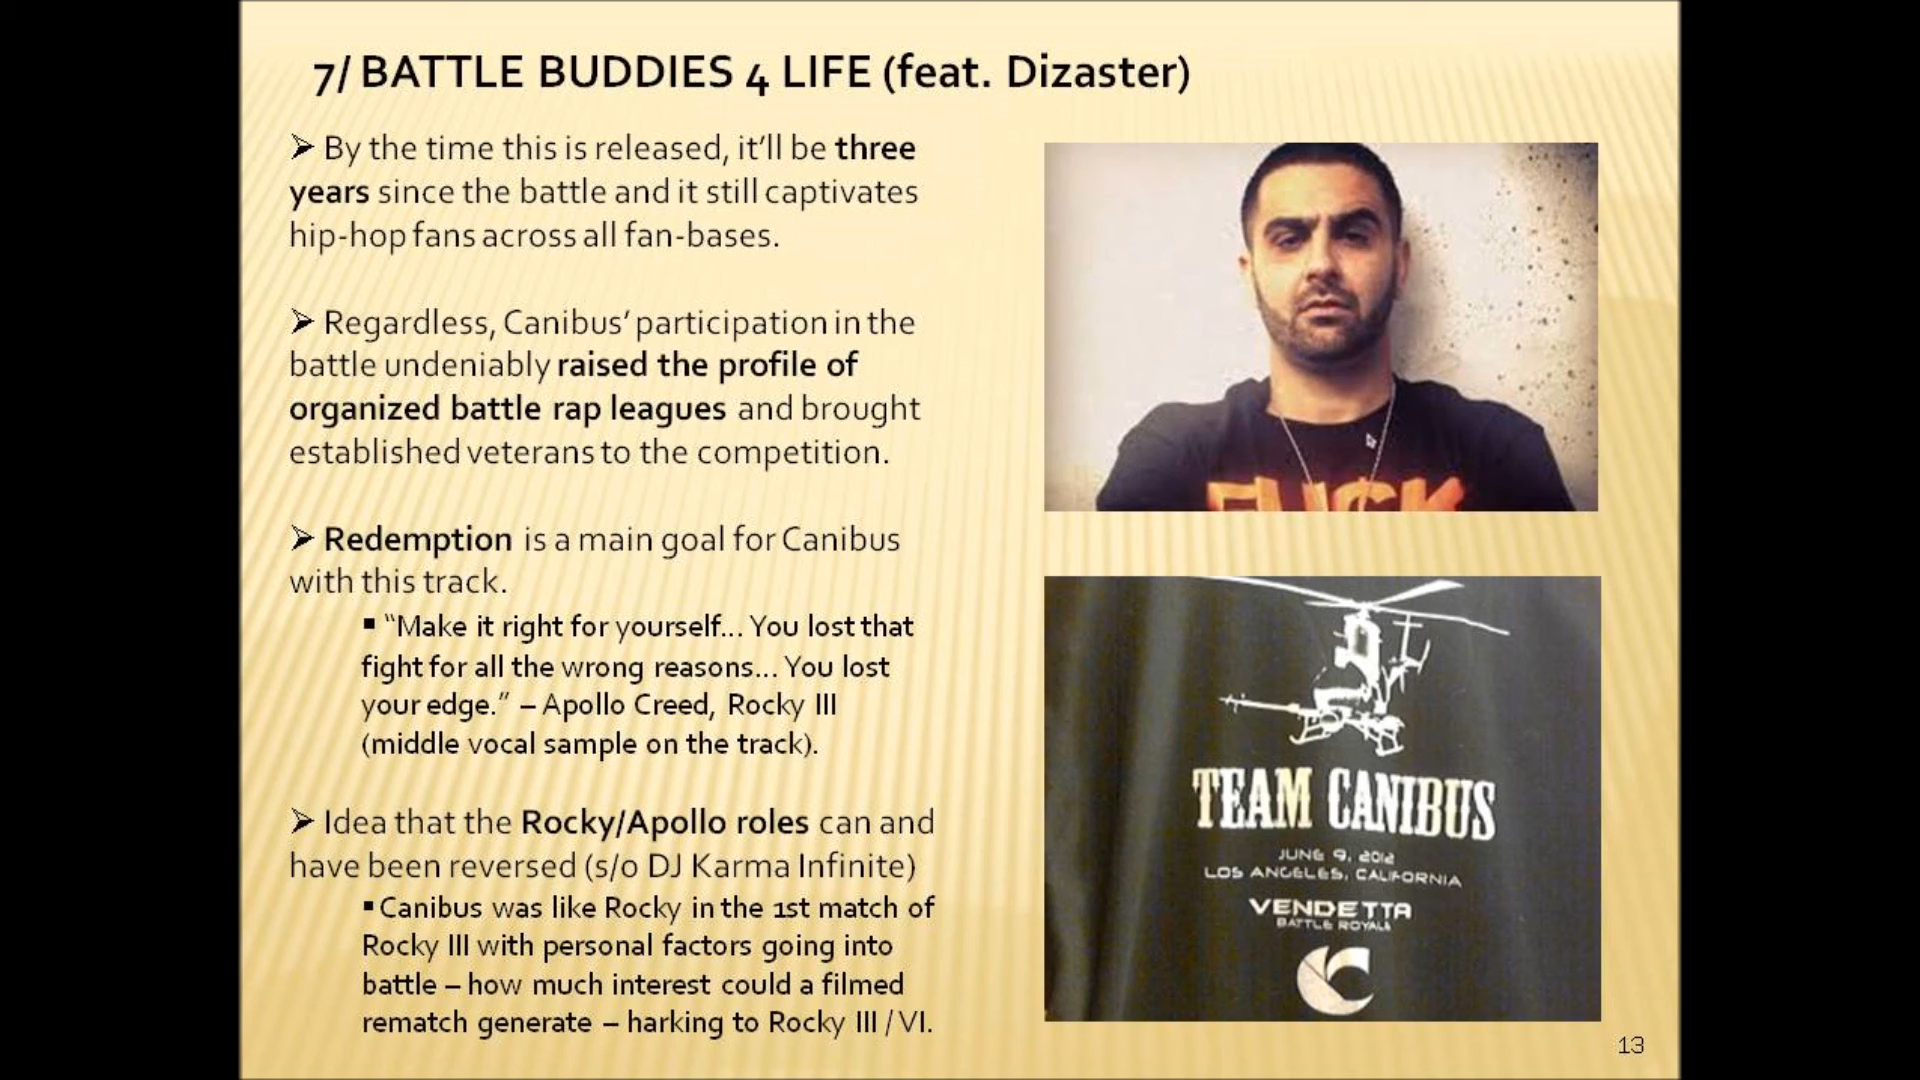 7/ BATTLE BUDDIES 4 LIFE (feat. Dizaster)
➢ By the time this is released, it'll be three
years since the battle and it still captivates
hip-hop fans across all fan-bases.
➢ Regardless, Canibus' participation in the
battle undeniably raised the profile of
organized battle rap leagues and brought
established veterans to the competition.
➢ Redemption is a main goal for Canibus
with this track.
▪ “Make it right for yourself... You lost that
fight for all the wrong reasons... You lost
your edge.” – Apollo Creed, Rocky III
(middle vocal sample on the track).
➢ Idea that the Rocky/Apollo roles can and
have been reversed (s/o DJ Karma Infinite)
▪ Canibus was like Rocky in the 1st match of
Rocky III with personal factors going into
battle – how much interest could a filmed
rematch generate – harking to Rocky III / VI.
FUCK
TEAM CANIBUS
JUNE 9, 2012
LOS ANGELES, CALIFORNIA
VENDETTA
BATTLE ROYALE
13